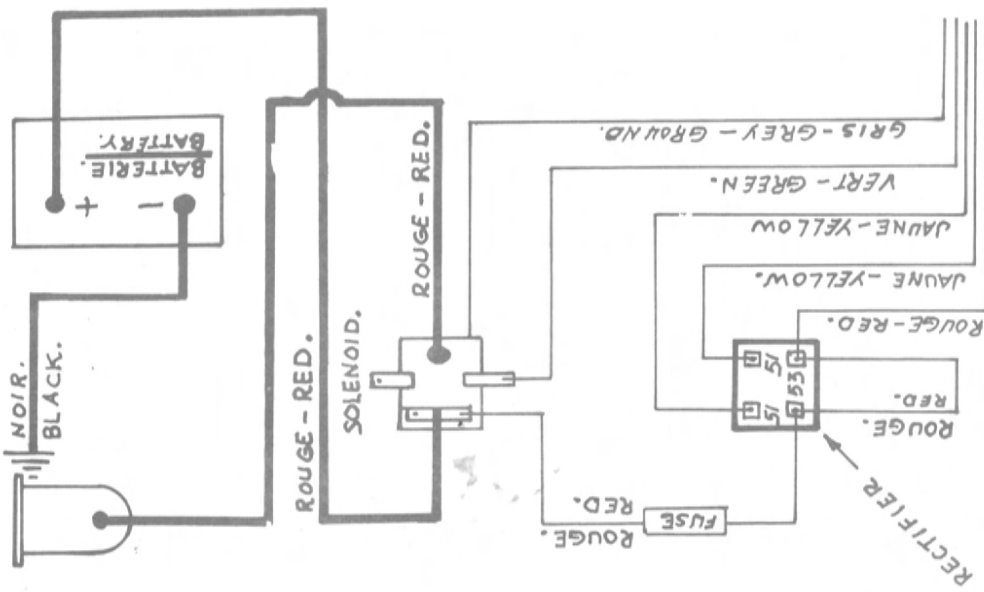 BATTERIE.
BATTERY.
+ -
NOIR.
BLACK.
ROUGE - RED.
SOLENOID.
ROUGE - RED.
GRIS - GREY - GROUND.
VERT - GREEN.
JAUNE - YELLOW
JAUNE - YELLOW.
ROUGE - RED.
51
51
53
ROUGE.
RED.
FUSE
ROUGE.
RED.
RECTIFIER